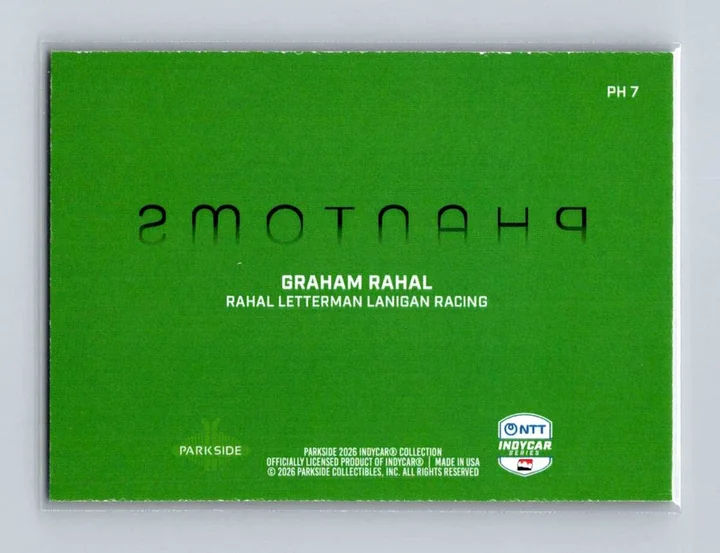 PH 7
PHANTOMS
GRAHAM RAHAL
RAHAL LETTERMAN LANIGAN RACING
PARKSIDE
PARKSIDE 2026 INDYCAR® COLLECTION
OFFICIALLY LICENSED PRODUCT OF INDYCAR® | MADE IN USA
© 2026 PARKSIDE COLLECTIBLES, INC. ALL RIGHTS RESERVED
NTT
INDYCAR
SERIES